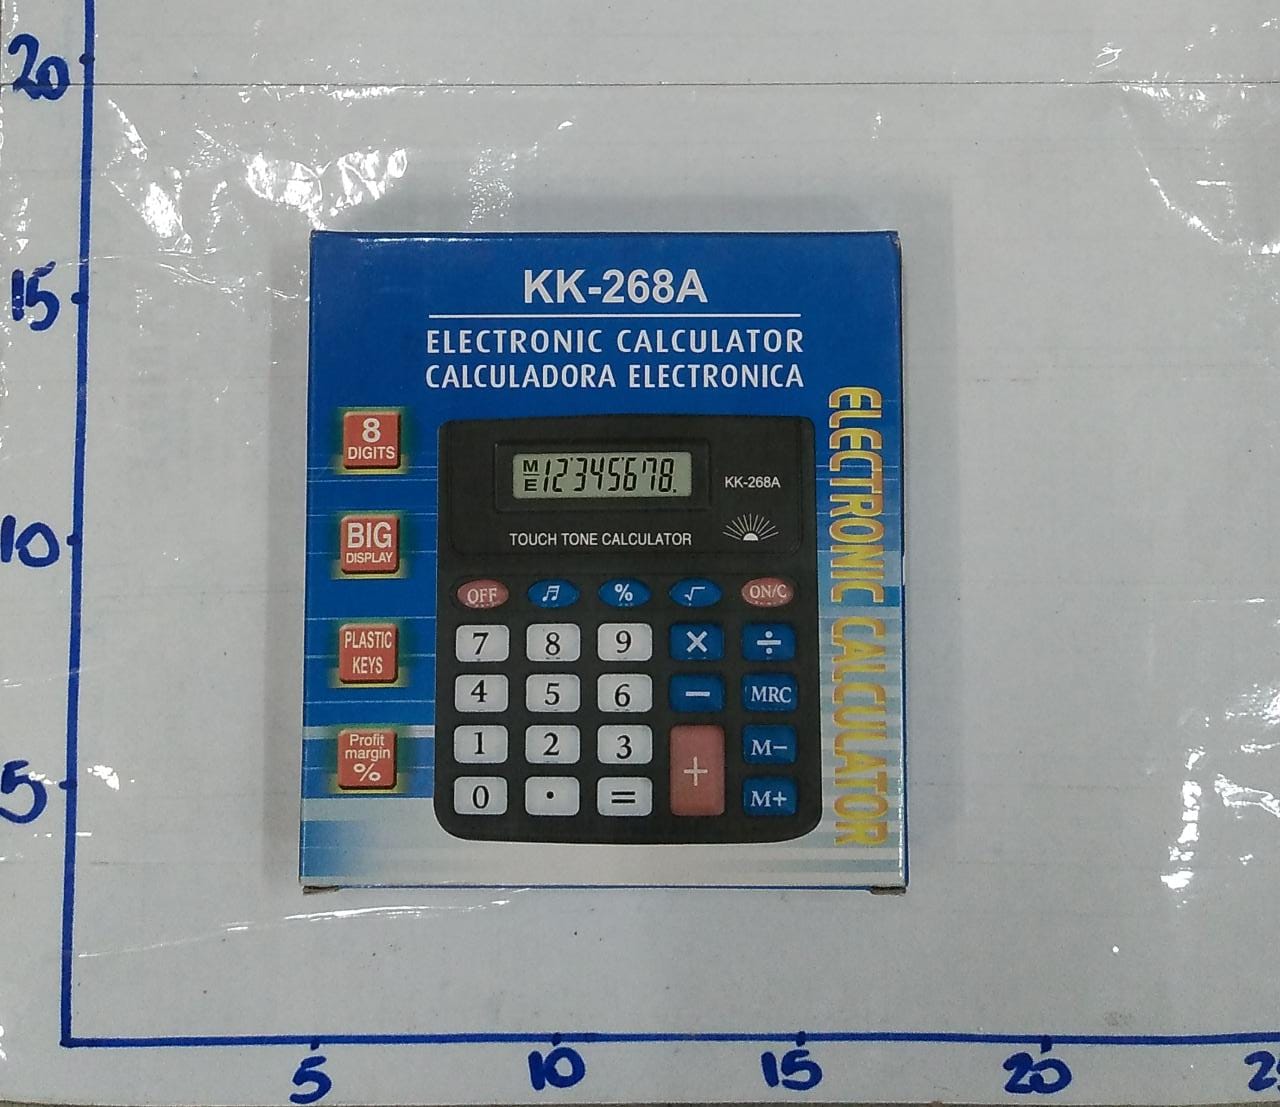 20
15
10
5
5
10
15
20
KK-268A
ELECTRONIC CALCULATOR
CALCULADORA ELECTRONICA
8
DIGITS
BIG
DISPLAY
PLASTIC
KEYS
Profit
margin
%
M
E
12345678.
KK-268A
TOUCH TONE CALCULATOR
OFF % √ ON/C
7 8 9 × ÷
4 5 6 − MRC
1 2 3 M−
+
0 . = M+
ELECTRONIC CALCULATOR